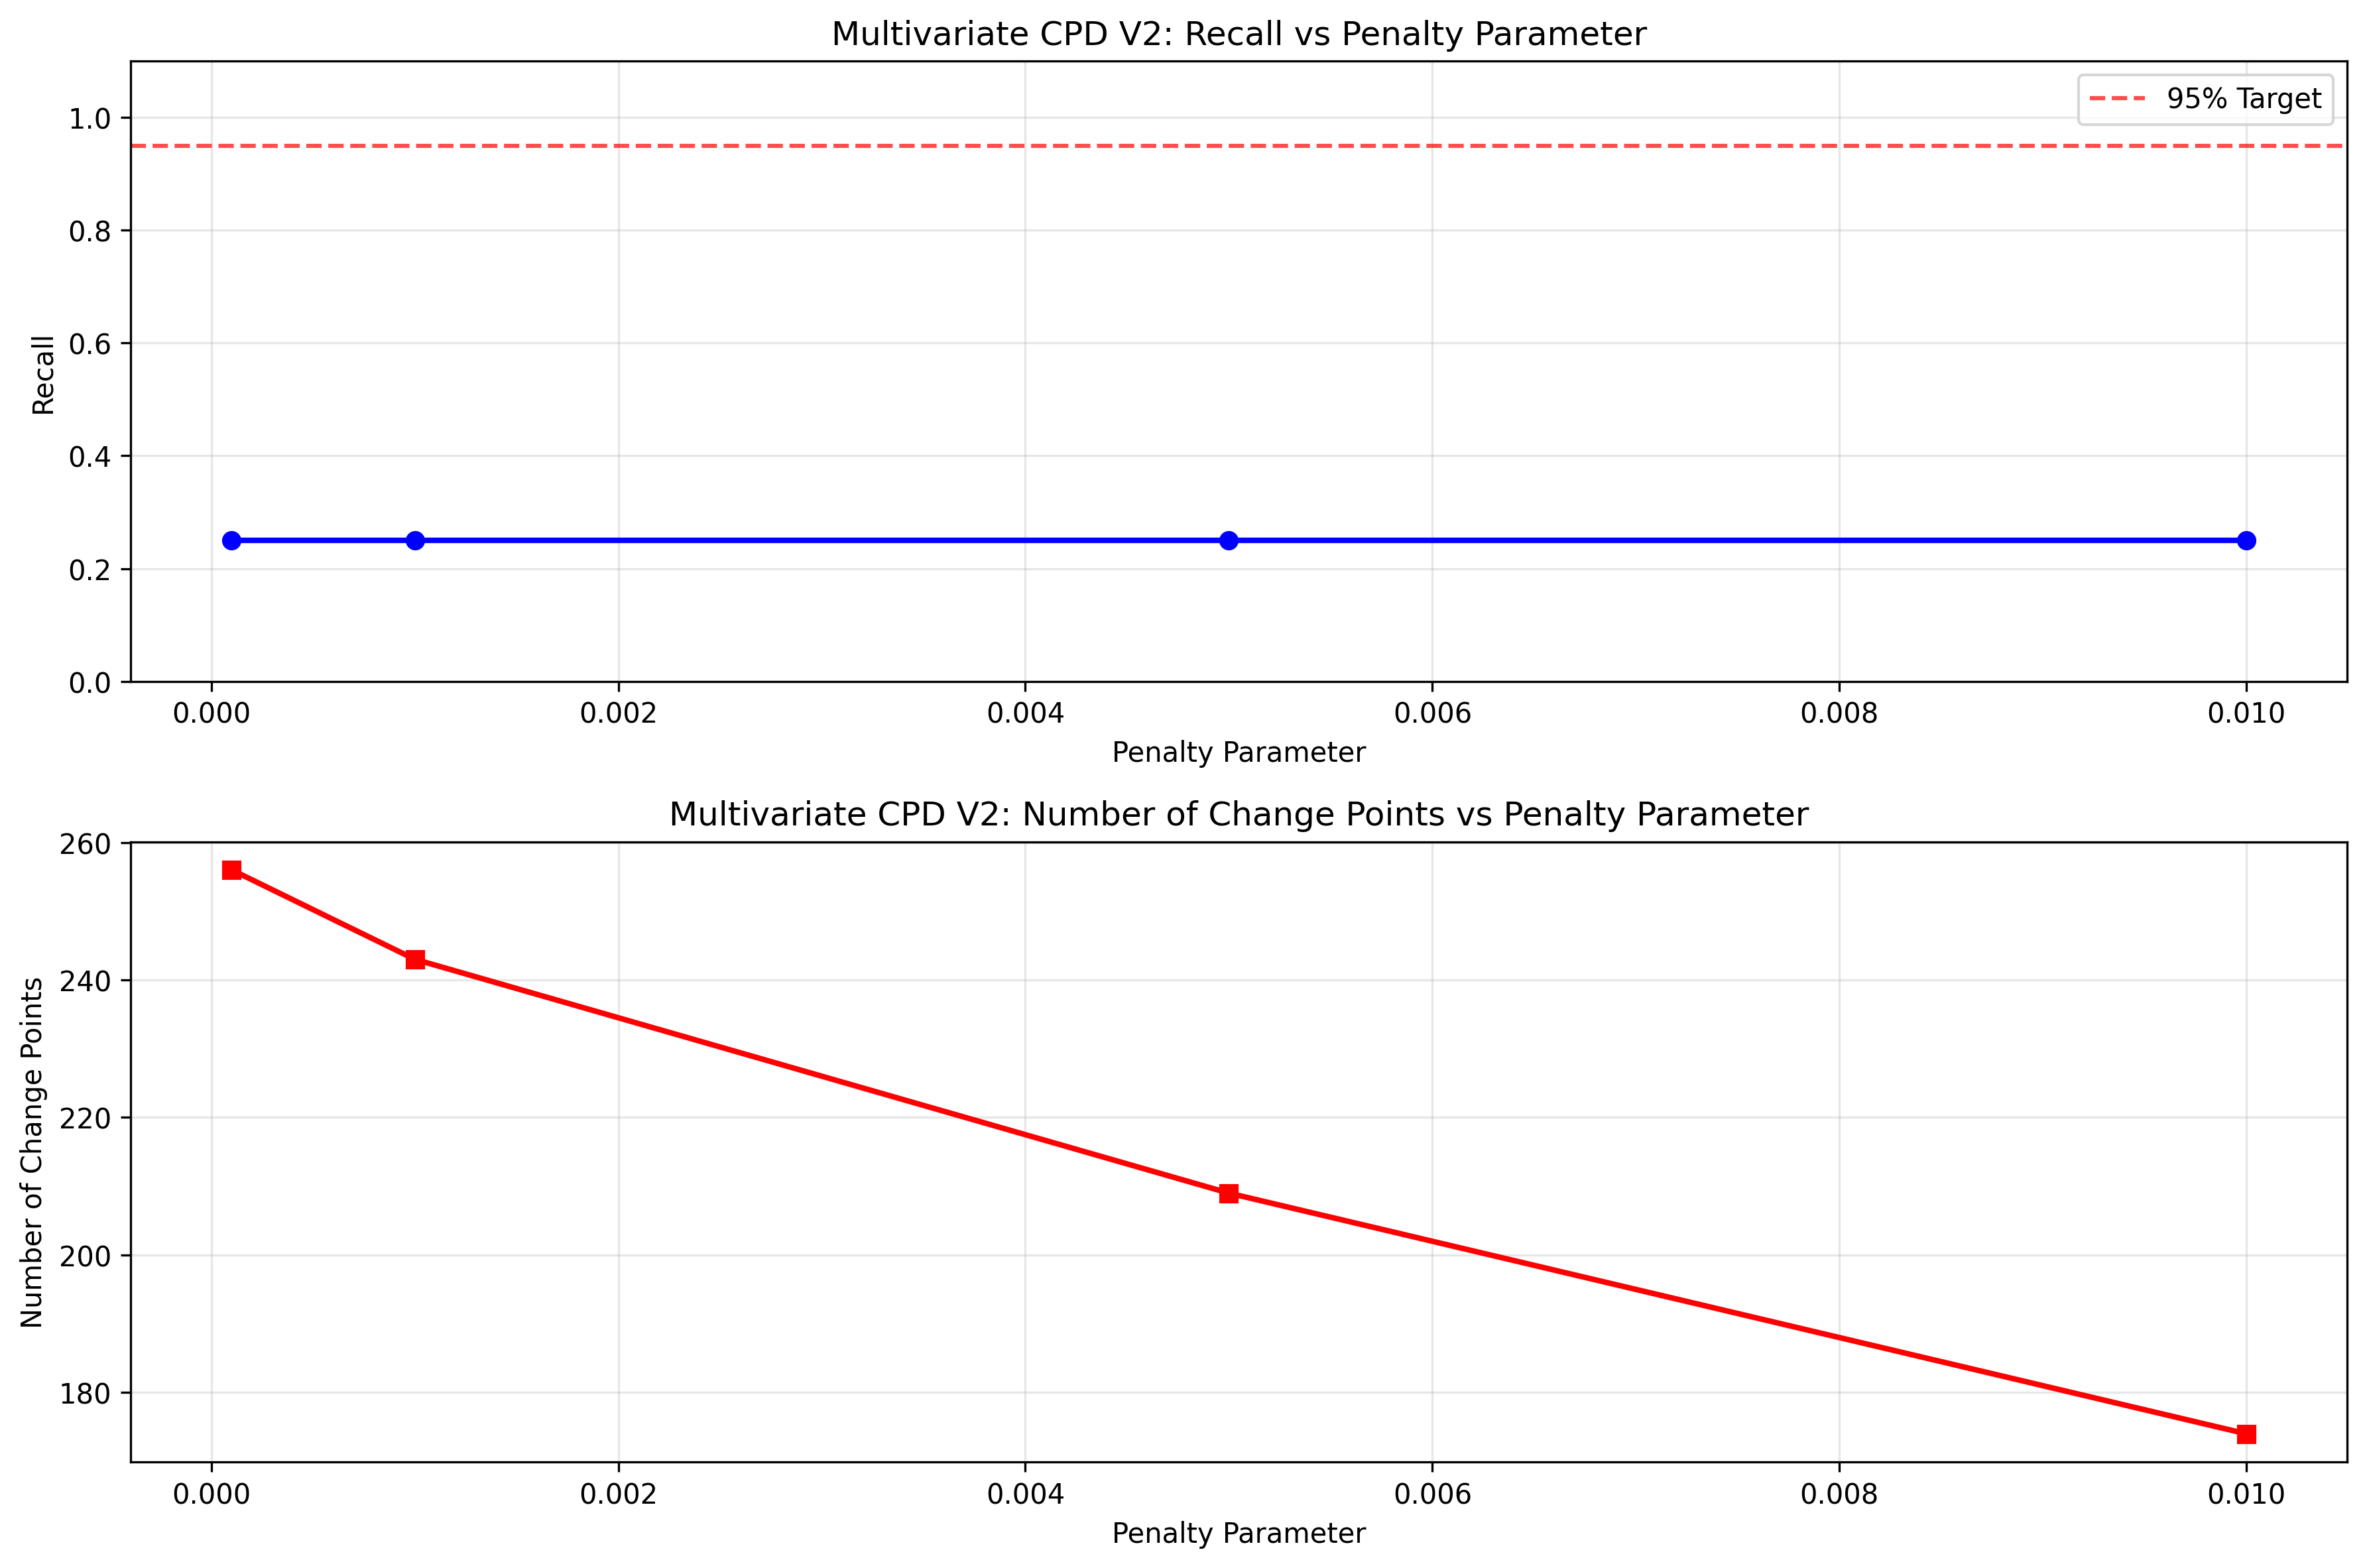 Multivariate CPD V2: Recall vs Penalty Parameter
95% Target
1.0
0.8
0.6
0.4
0.2
0.0
Recall
0.000 0.002 0.004 0.006 0.008 0.010
Penalty Parameter
Multivariate CPD V2: Number of Change Points vs Penalty Parameter
260
240
220
200
180
Number of Change Points
0.000 0.002 0.004 0.006 0.008 0.010
Penalty Parameter